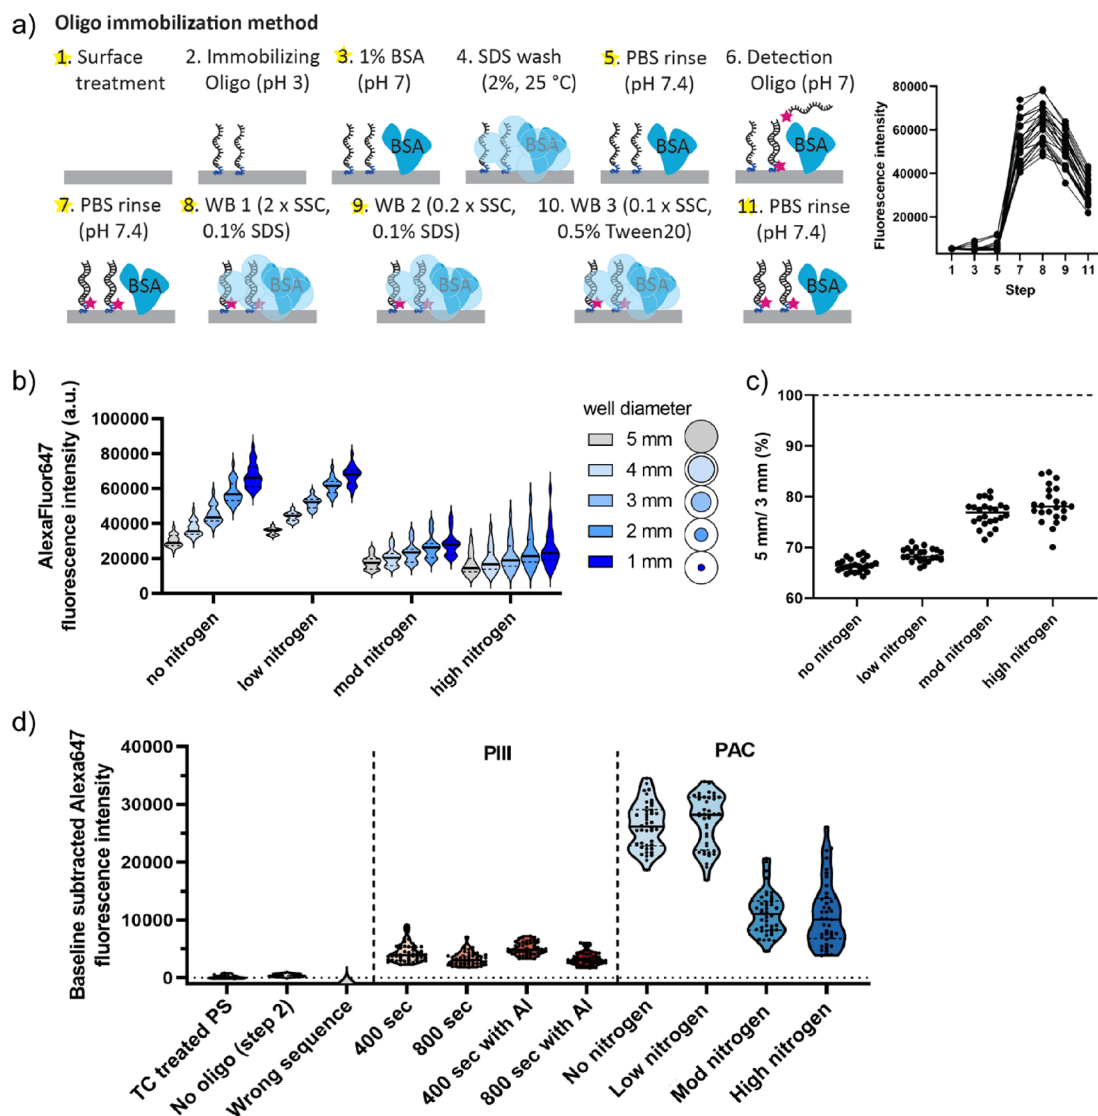 a) Oligo immobilization method
1. Surface treatment
2. Immobilizing Oligo (pH 3)
3. 1% BSA (pH 7)
4. SDS wash (2%, 25 °C)
5. PBS rinse (pH 7.4)
6. Detection Oligo (pH 7)
BSA
BSA
BSA
BSA
7. PBS rinse (pH 7.4)
8. WB 1 (2 x SSC, 0.1% SDS)
9. WB 2 (0.2 x SSC, 0.1% SDS)
10. WB 3 (0.1 x SSC, 0.5% Tween20)
11. PBS rinse (pH 7.4)
BSA
BSA
BSA
BSA
BSA
Fluorescence intensity
80000
60000
40000
20000
1 3 5 7 8 9 11
Step
b)
AlexaFluor647
fluorescence intensity (a.u.)
100000
80000
60000
40000
20000
0
no nitrogen
low nitrogen
mod nitrogen
high nitrogen
well diameter
5 mm
4 mm
3 mm
2 mm
1 mm
c)
5 mm/ 3 mm (%)
100
90
80
70
60
no nitrogen
low nitrogen
mod nitrogen
high nitrogen
d)
Baseline subtracted Alexa647
fluorescence intensity
40000
30000
20000
10000
0
PIII
PAC
TC treated PS
No oligo (step 2)
Wrong sequence
400 sec
800 sec
400 sec with AI
800 sec with AI
No nitrogen
Low nitrogen
Mod nitrogen
High nitrogen